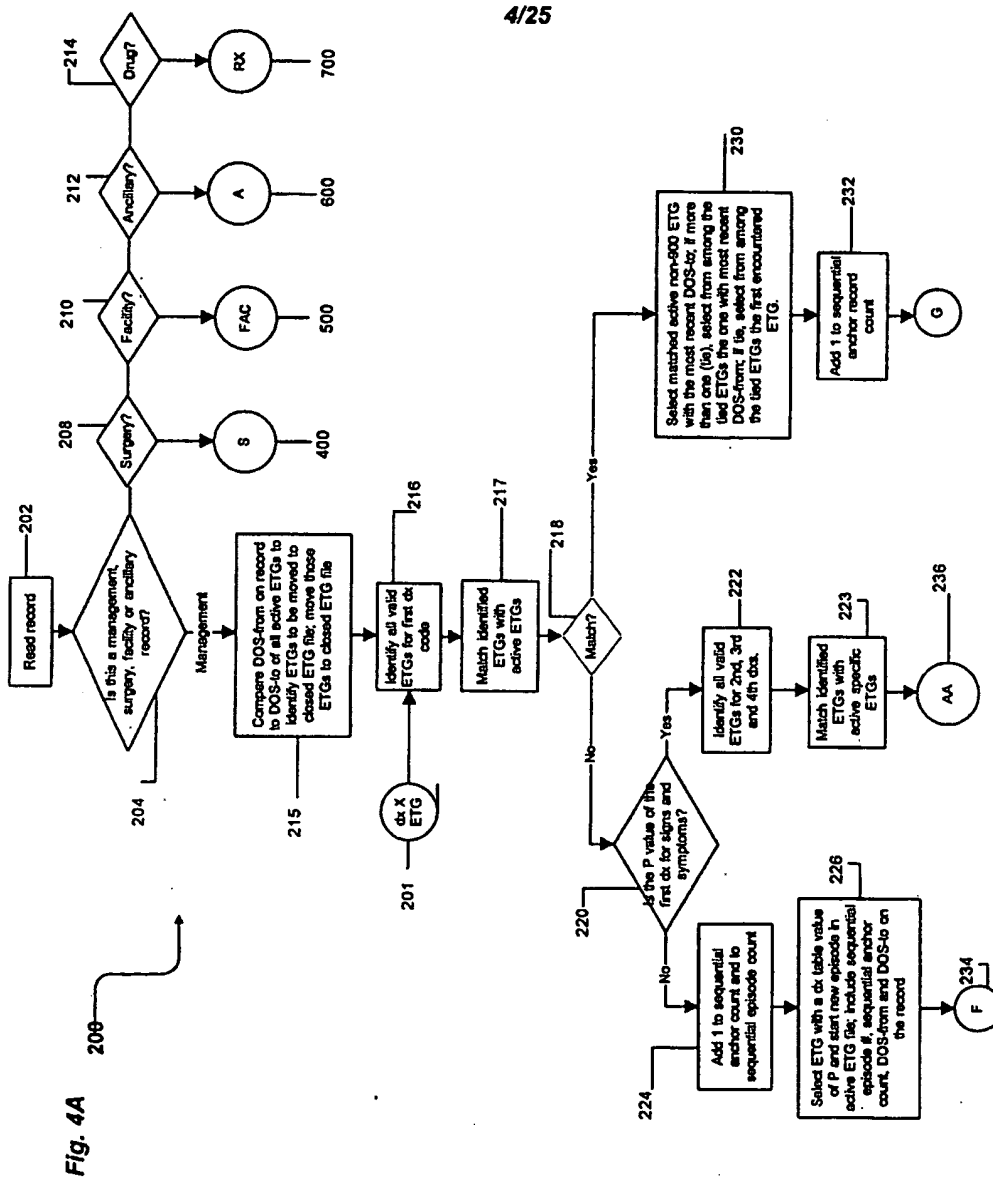 4/25
Fig. 4A
200
Read record
202
Is this a management,
surgery, facility or ancillary
record?
204
Surgery?
208
Facility?
210
Ancillary?
212
Drug?
214
S
400
FAC
500
A
600
RX
700
Management
Compare DOS-from on record
to DOS-to of all active ETGs to
identify ETGs to be moved to
closed ETG file; move those
ETGs to closed ETG file
215
dx X
ETG
201
Identify all valid
ETGs for first dx
code
216
Match identified
ETGs with
active ETGs
217
Match?
218
No
Yes
Is the P value of the
first dx for signs and
symptoms?
220
No
Yes
Add 1 to sequential
anchor count and to
sequential episode count
224
Select ETG with a dx table value
of P and start new episode in
active ETG file; include sequential
episode #, sequential anchor
count, DOS-from and DOS-to on
the record
226
F
234
Identify all valid
ETGs for 2nd, 3rd
and 4th dxs.
222
Match identified
ETGs with
active specific
ETGs
223
AA
236
Select matched active non-900 ETG
with the most recent DOS-to; if more
than one (tie), select from among the
tied ETGs the one with most recent
DOS-from; if tie, select from among
the tied ETGs the first encountered
ETG.
230
Add 1 to sequential
anchor record
count
232
G